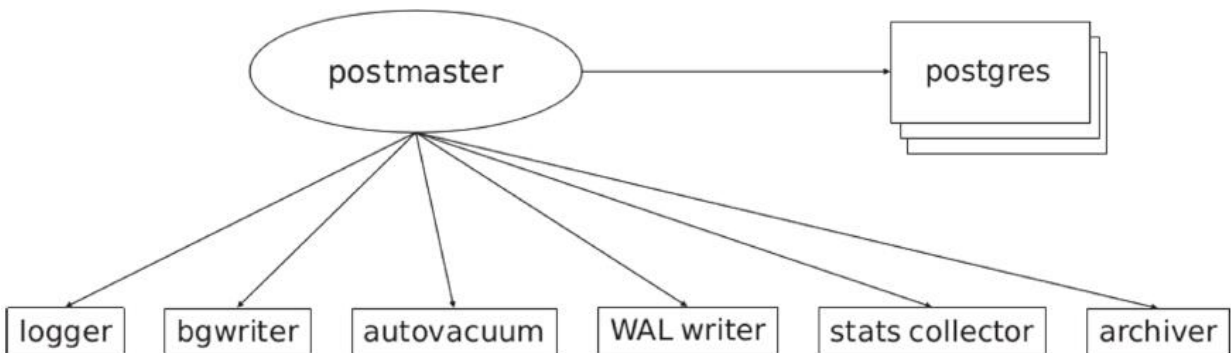 postmaster
postgres
logger
bgwriter
autovacuum
WAL writer
stats collector
archiver